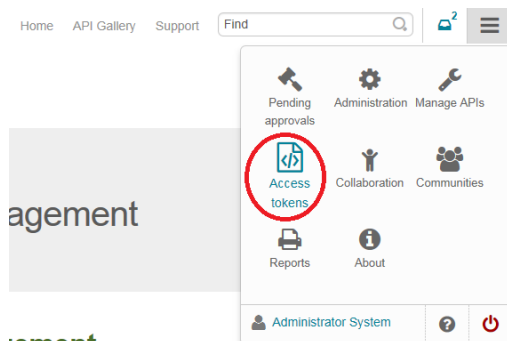 Home API Gallery Support Find 2
Pending Administration Manage APIs
approvals
Access Collaboration Communities
tokens
agement
Reports About
Administrator System